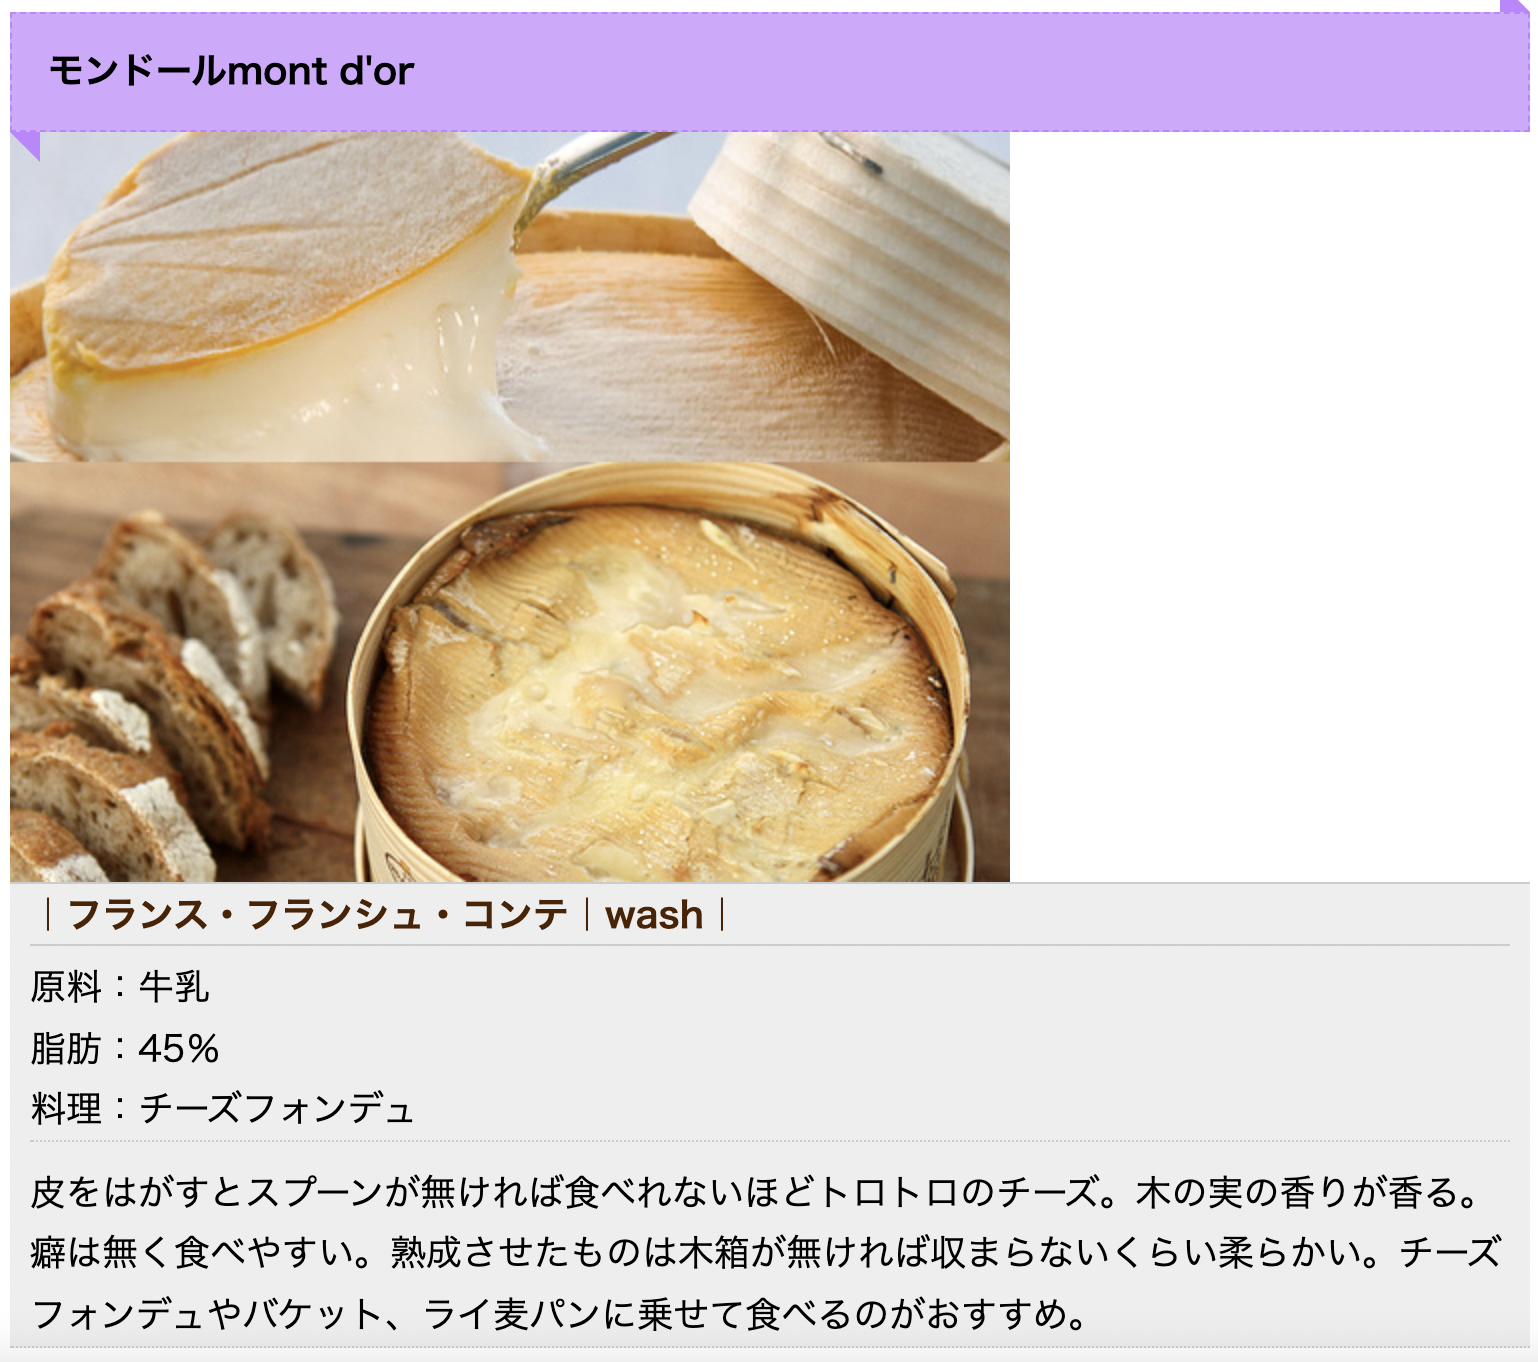 モンドールmont d'or
｜フランス・フランシュ・コンテ｜wash｜
原料：牛乳
脂肪：45％
料理：チーズフォンデュ
皮をはがすとスプーンが無ければ食べれないほどトロトロのチーズ。木の実の香りが香る。
癖は無く食べやすい。熟成させたものは木箱が無ければ収まらないくらい柔らかい。チーズ
フォンデュやバケット、ライ麦パンに乗せて食べるのがおすすめ。